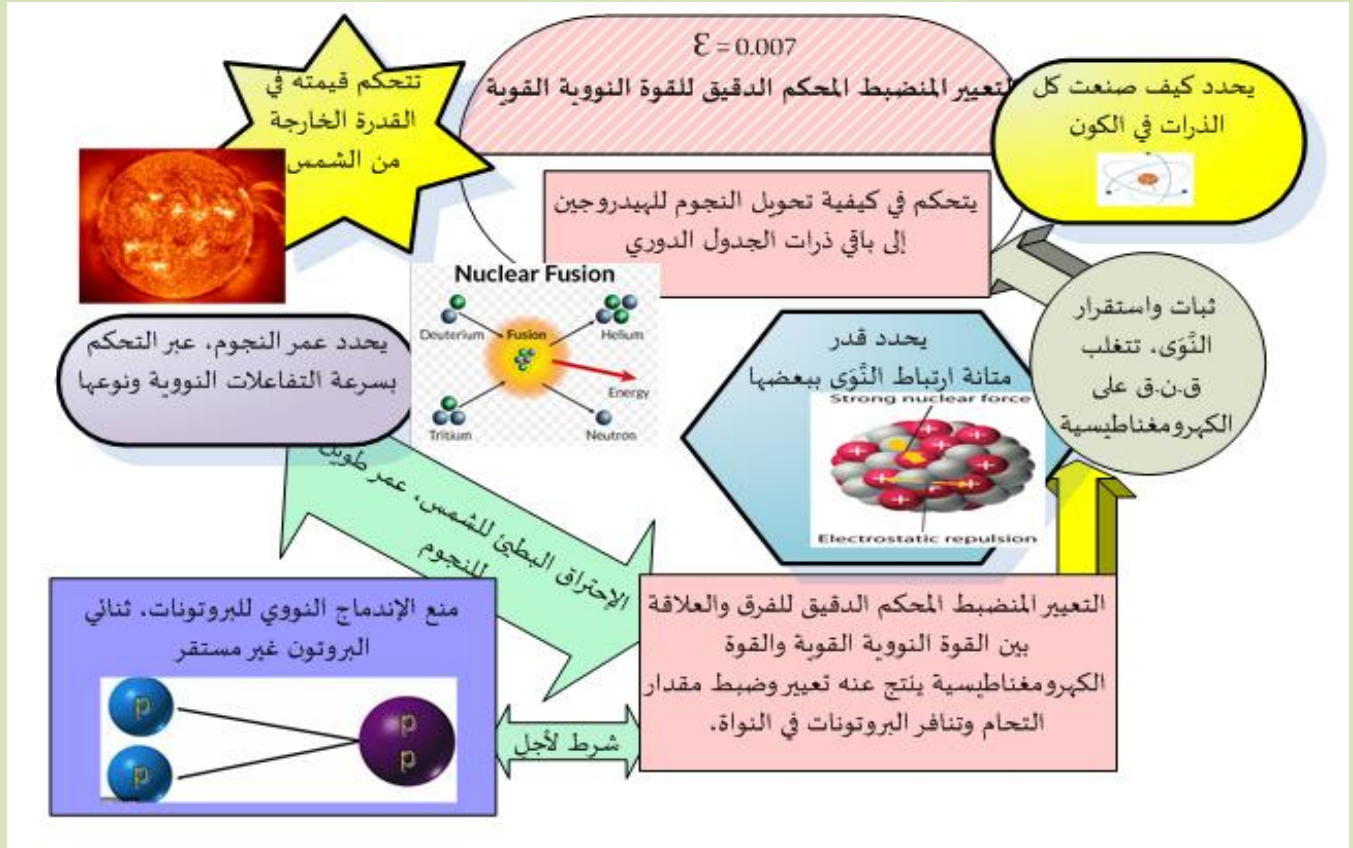 Ɛ = 0.007
التعيير المنضبط المحكم الدقيق للقوة النووية القوية
يحدد كيف صنعت كل
الذرات في الكون
تتحكم قيمته في
القدرة الخارجة
من الشمس
يتحكم في كيفية تحويل النجوم للهيدروجين
إلى باقي ذرات الجدول الدوري
ثبات واستقرار
النَّوَى، تتغلب
ق.ن.ق على
الكهرومغناطيسية
يحدد قدر
متانة ارتباط النَّوَى ببعضها
Strong nuclear force
Electrostatic repulsion
Nuclear Fusion
Deuterium
Fusion
Helium
Energy
Tritium
Neutron
يحدد عمر النجوم، عبر التحكم
بسرعة التفاعلات النووية ونوعها
الإحتراق البطيئ للشمس، عمر طويل
للنجوم
التعيير المنضبط المحكم الدقيق للفرق والعلاقة
بين القوة النووية القوية والقوة
الكهرومغناطيسية ينتج عنه تعيير وضبط مقدار
التحام وتنافر البروتونات في النواة.
شرط لأجل
منع الإندماج النووي للبروتونات، ثنائي
البروتون غير مستقر
p
p
p
p